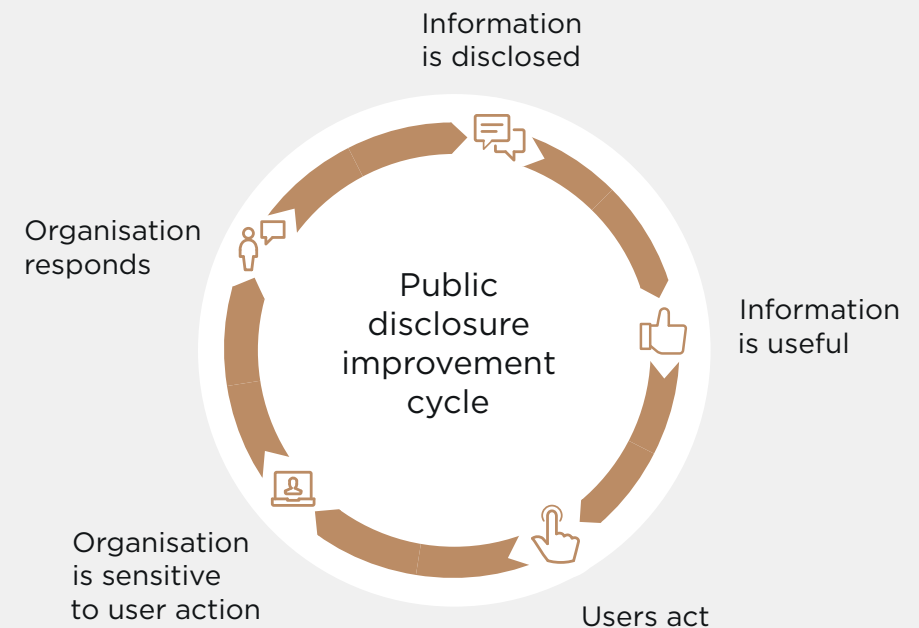 Information
is disclosed
Organisation
responds
Public
disclosure
improvement
cycle
Information
is useful
Organisation
is sensitive
to user action
Users act